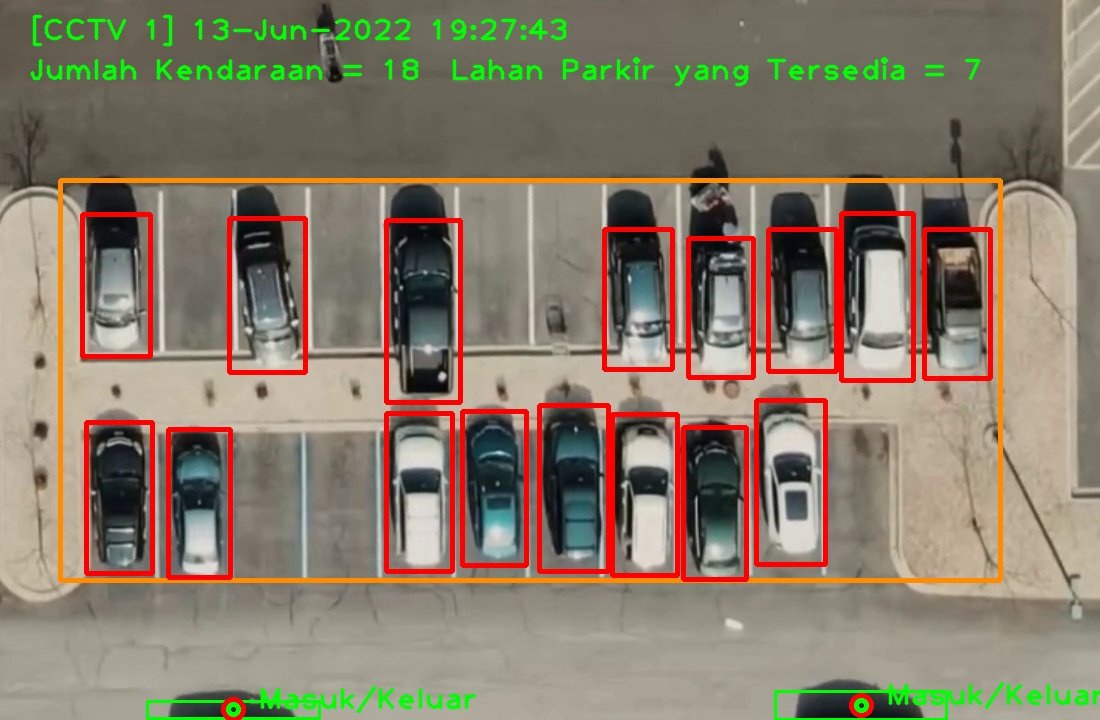 [CCTV 1] 13-Jun-2022 19:27:43
Jumlah Kendaraan = 18  Lahan Parkir yang Tersedia = 7
Masuk/Keluar
Masuk/Keluar